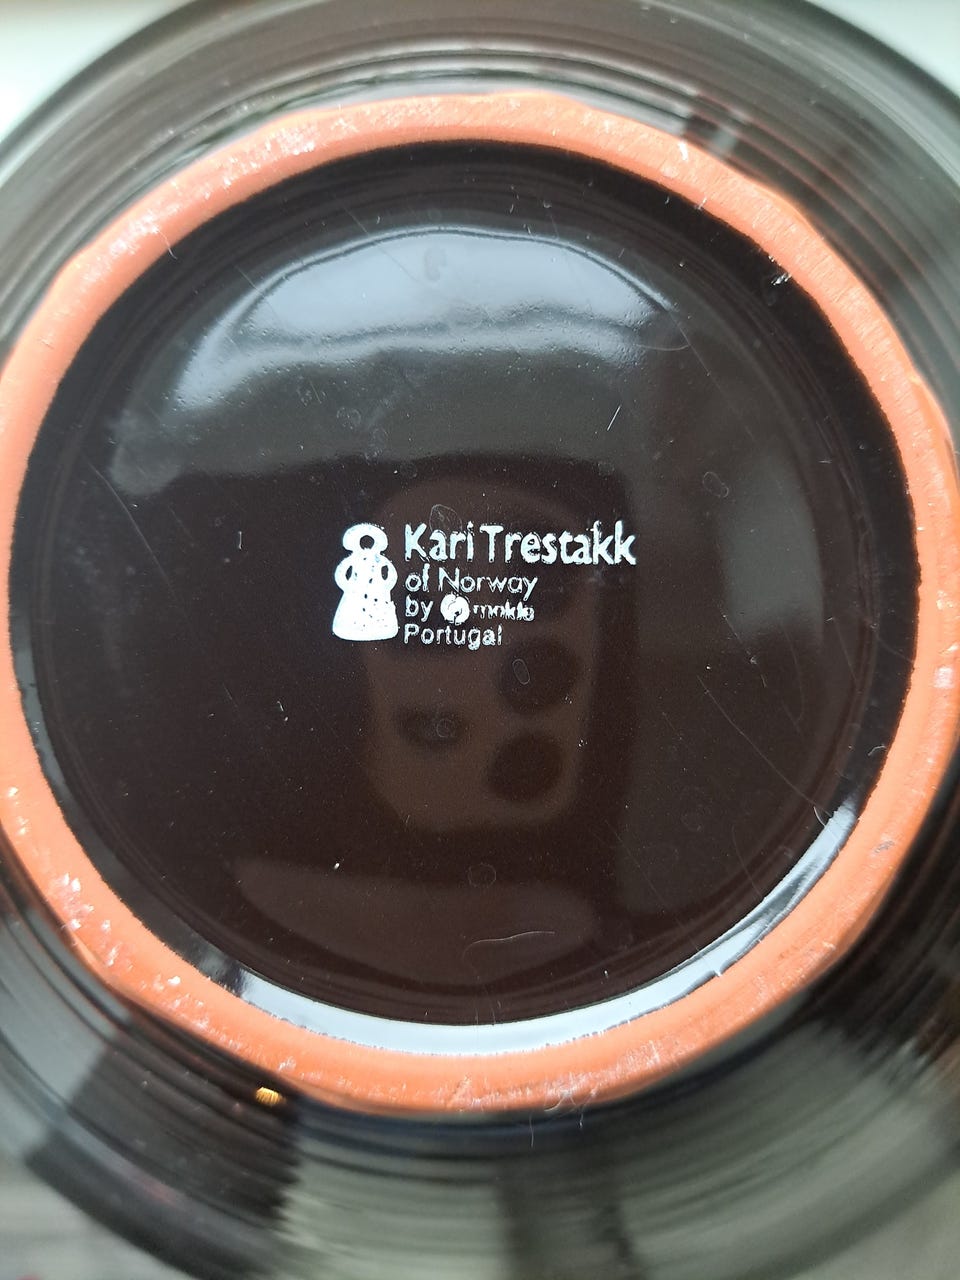 Kari Trestakk
of Norway
by
Portugal